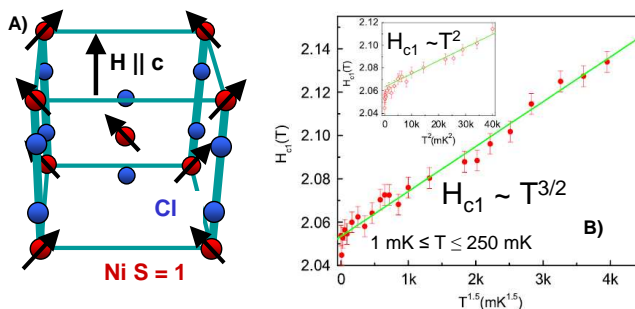 A)
H || c
Cl
Ni S = 1
H_c1(T)
2.14
2.12
2.10
2.08
2.06
2.04
0
1k
2k
3k
4k
T^1.5(mK^1.5)
H_c1 ~ T^3/2
1 mK ≤ T ≤ 250 mK
B)
H_c1 ~T^2
H_c1(T)
2.12
2.10
2.08
2.06
2.04
0
10k
20k
30k
40k
T^2(mK^2)